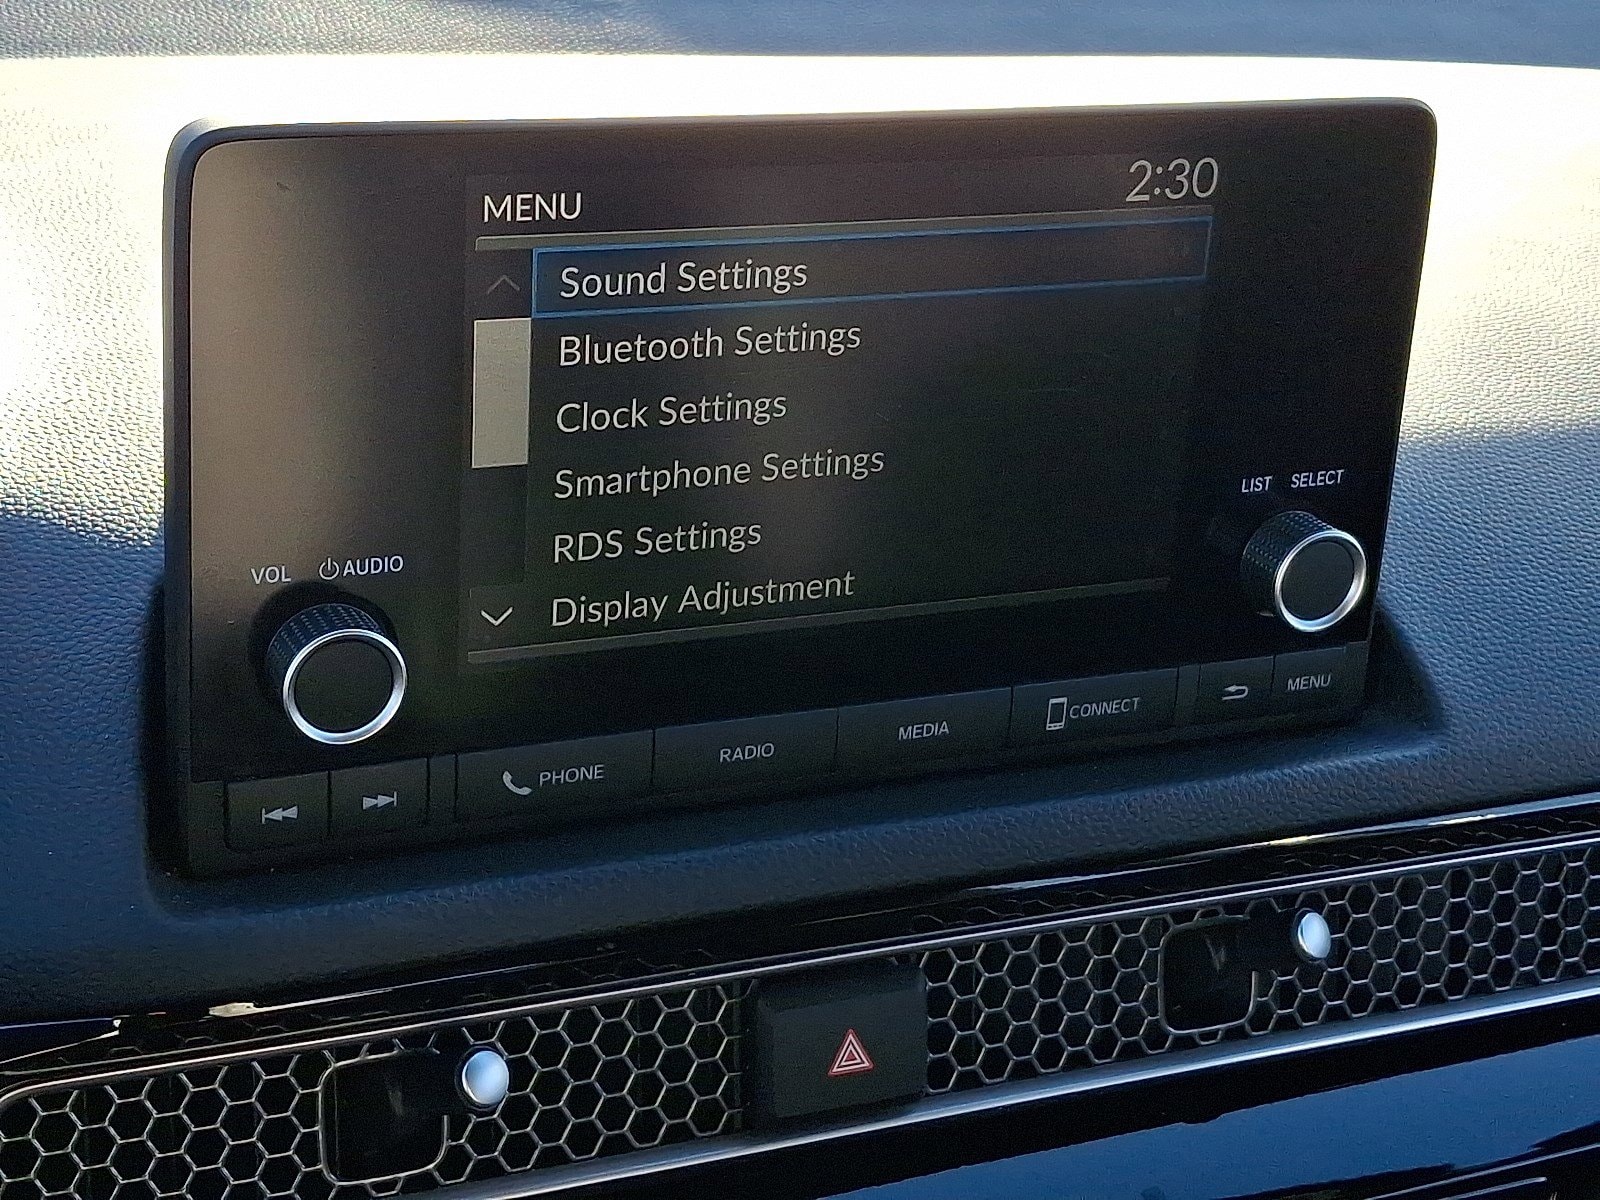 MENU 2:30
Sound Settings
Bluetooth Settings
Clock Settings
Smartphone Settings
RDS Settings
Display Adjustment
LIST SELECT
VOL AUDIO
PHONE RADIO MEDIA CONNECT MENU